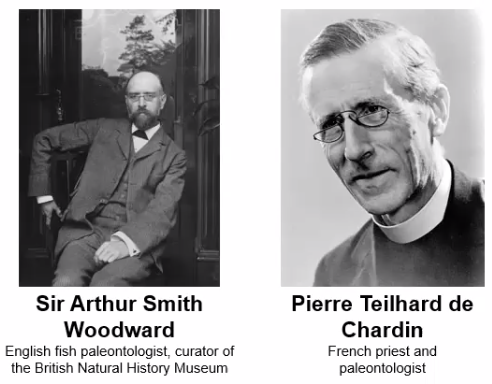 Sir Arthur Smith
Woodward
English fish paleontologist, curator of
the British Natural History Museum
Pierre Teilhard de
Chardin
French priest and
paleontologist